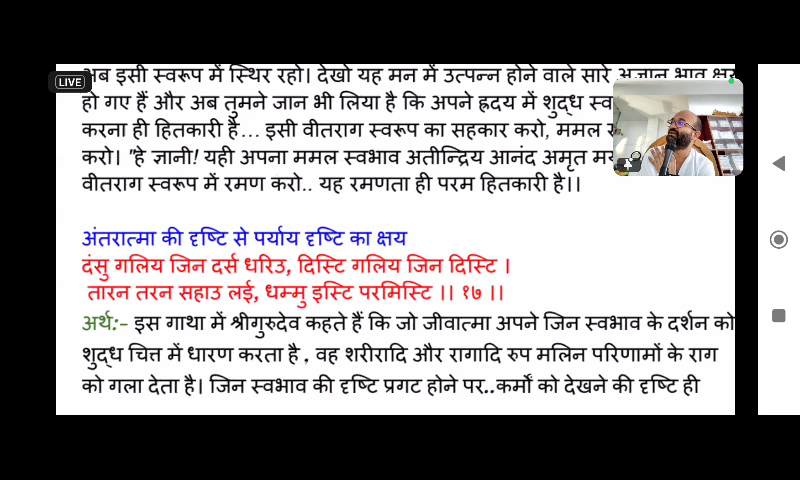 LIVE
अब इसी स्वरूप में स्थिर रहो। देखो यह मन में उत्पन्न होने वाले सारे अज्ञान भाव क्षय
हो गए हैं और अब तुमने जान भी लिया है कि अपने ह्रदय में शुद्ध
करना ही हितकारी है... इसी वीतराग स्वरूप का सहकार करो, ममल
करो। "हे ज्ञानी! यही अपना ममल स्वभाव अतीन्द्रिय आनंद अमृत
वीतराग स्वरूप में रमण करो.. यह रमणता ही परम हितकारी है।।
अंतरात्मा की दृष्टि से पर्याय दृष्टि का क्षय
दंसु गलिय जिन दर्स धरिउ, दिस्टि गलिय जिन दिस्टि ।
तारन तरन सहाउ लई, धम्मु इस्टि परमिस्टि ।। १७ ।।
अर्थ:- इस गाथा में श्रीगुरुदेव कहते हैं कि जो जीवात्मा अपने जिन स्वभाव के दर्शन को
शुद्ध चित्त में धारण करता है , वह शरीरादि और रागादि रुप मलिन परिणामों के राग
को गला देता है। जिन स्वभाव की दृष्टि प्रगट होने पर..कर्मों को देखने की दृष्टि ही